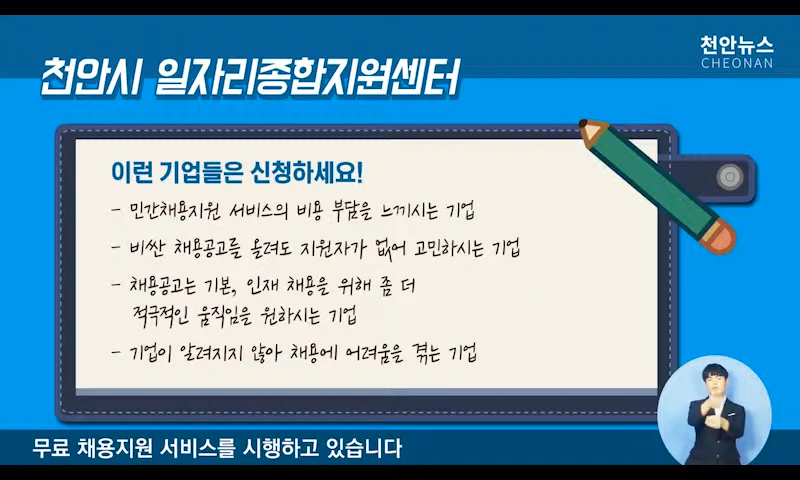 천안뉴스
CHEONAN
천안시 일자리종합지원센터
이런 기업들은 신청하세요!
- 민간채용지원 서비스의 비용 부담을 느끼시는 기업
- 비싼 채용공고를 올려도 지원자가 없어 고민하시는 기업
- 채용공고는 기본, 인재 채용을 위해 좀 더
적극적인 움직임을 원하시는 기업
- 기업이 알려지지 않아 채용에 어려움을 겪는 기업
무료 채용지원 서비스를 시행하고 있습니다